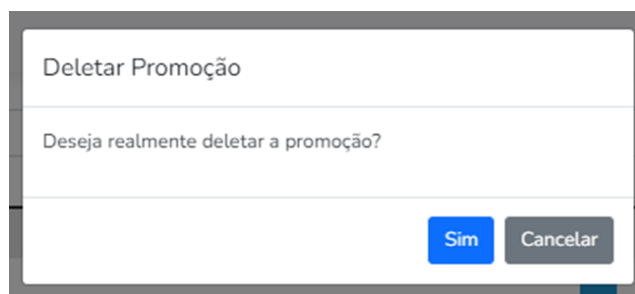 Deletar Promoção
Deseja realmente deletar a promoção?
Sim Cancelar